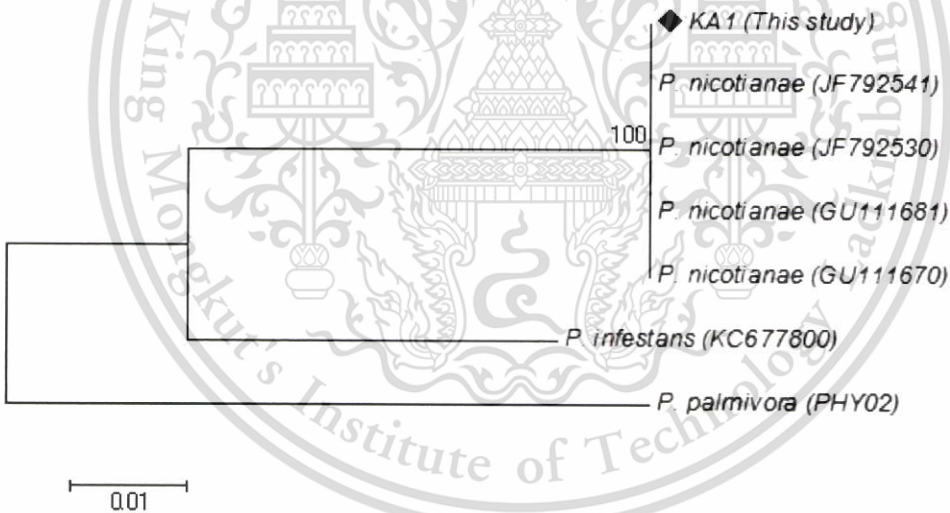 KA1 (This study)
P. nicotianae (JF792541)
100
P. nicotianae (JF792530)
P. nicotianae (GU111681)
P. nicotianae (GU111670)
P. infestans (KC677800)
P. palmivora (PHY02)
0.01
King Mongkut's Institute of Technology Ladkrabang